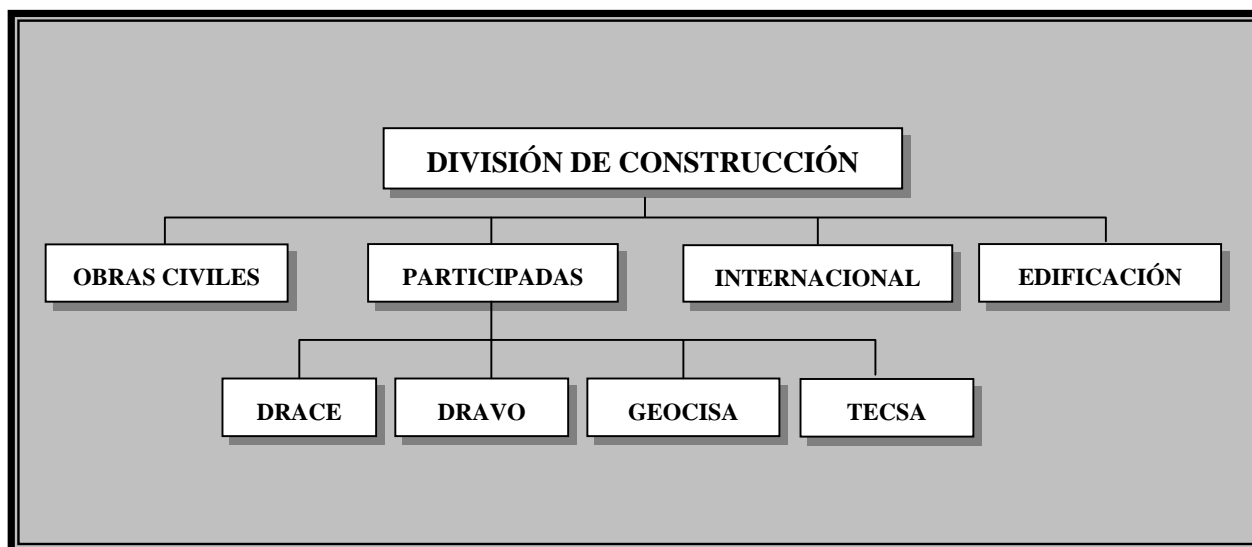 DIVISIÓN DE CONSTRUCCIÓN
OBRAS CIVILES
PARTICIPADAS
INTERNACIONAL
EDIFICACIÓN
DRACE
DRAVO
GEOCISA
TECSA